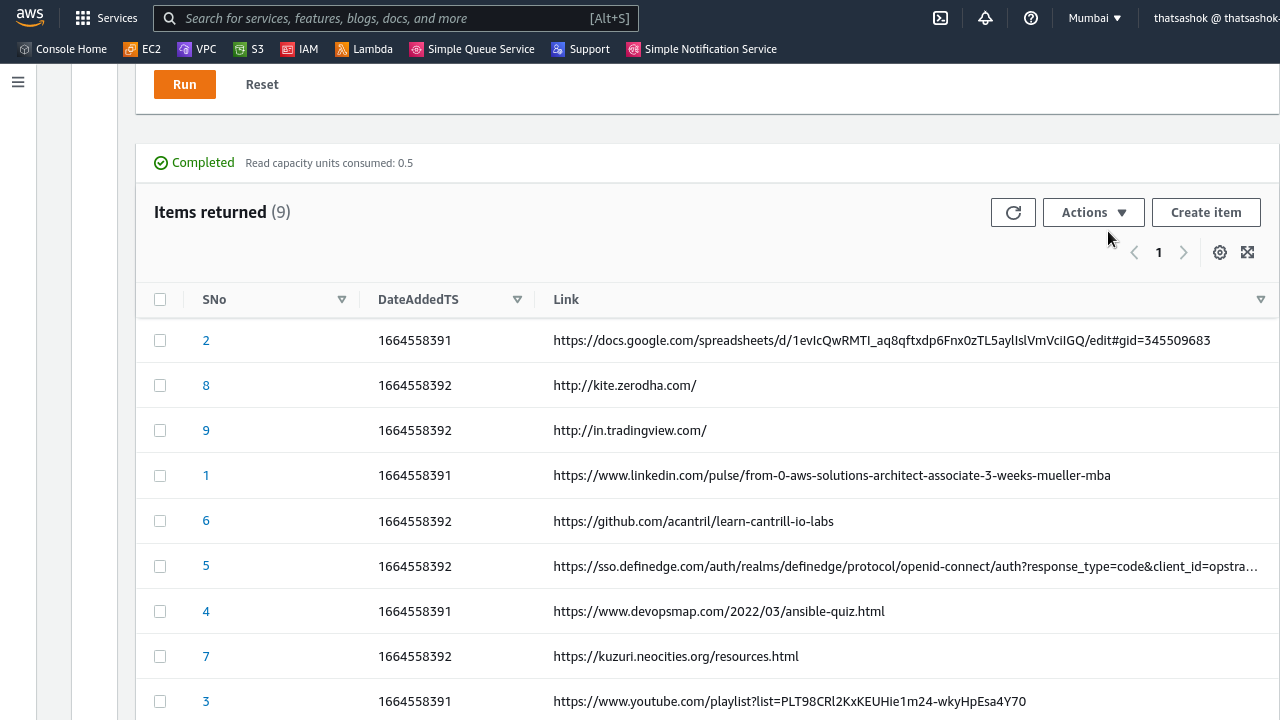 aws Services Search for services, features, blogs, docs, and more [Alt+S] Mumbai ▼ thatsashok @ thatsashok-
Console Home EC2 VPC S3 IAM Lambda Simple Queue Service Support Simple Notification Service
Run Reset
Completed Read capacity units consumed: 0.5
Items returned (9) Actions ▼ Create item
1
SNo DateAddedTS Link
2 1664558391 https://docs.google.com/spreadsheets/d/1evIcQwRMTI_aq8qftxdp6Fnx0zTL5aylIslVmVciIGQ/edit#gid=345509683
8 1664558392 http://kite.zerodha.com/
9 1664558392 http://in.tradingview.com/
1 1664558391 https://www.linkedin.com/pulse/from-0-aws-solutions-architect-associate-3-weeks-mueller-mba
6 1664558392 https://github.com/acantril/learn-cantrill-io-labs
5 1664558392 https://sso.definedge.com/auth/realms/definedge/protocol/openid-connect/auth?response_type=code&client_id=opstra...
4 1664558391 https://www.devopsmap.com/2022/03/ansible-quiz.html
7 1664558392 https://kuzuri.neocities.org/resources.html
3 1664558391 https://www.youtube.com/playlist?list=PLT98CRl2KxKEUHie1m24-wkyHpEsa4Y70